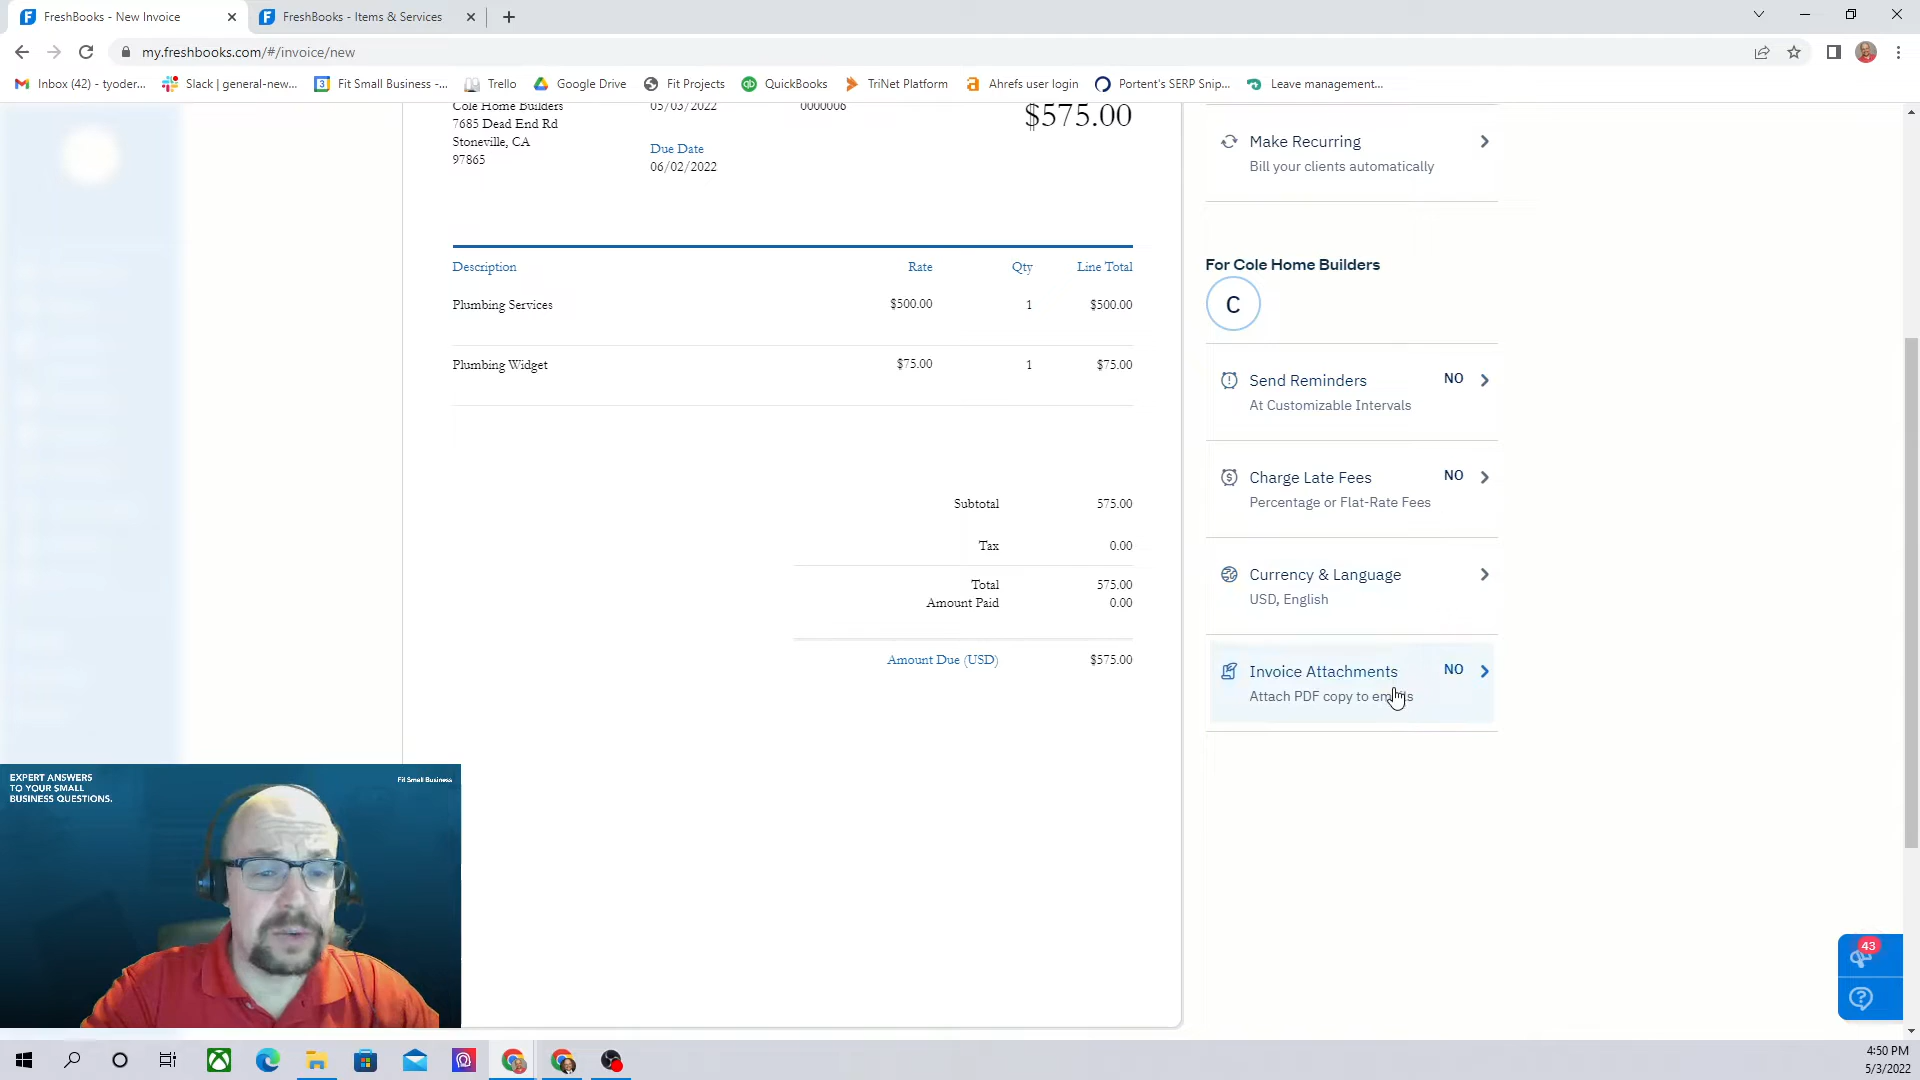 FreshBooks - New Invoice
FreshBooks - Items & Services
my.freshbooks.com/#/invoice/new
Inbox (42) - tyoder...
Slack | general-new...
Fit Small Business -...
Trello
Google Drive
Fit Projects
QuickBooks
TriNet Platform
Ahrefs user login
Portent's SERP Snip...
Leave management...
Cole Home Builders
7685 Dead End Rd
Stoneville, CA
97865
05/03/2022
Due Date
06/02/2022
0000006
$575.00
Description Rate Qty Line Total
Plumbing Services $500.00 1 $500.00
Plumbing Widget $75.00 1 $75.00
Subtotal 575.00
Tax 0.00
Total 575.00
Amount Paid 0.00
Amount Due (USD) $575.00
Make Recurring
Bill your clients automatically
For Cole Home Builders
C
Send Reminders NO
At Customizable Intervals
Charge Late Fees NO
Percentage or Flat-Rate Fees
Currency & Language
USD, English
Invoice Attachments NO
Attach PDF copy to emails
EXPERT ANSWERS
TO YOUR SMALL
BUSINESS QUESTIONS.
Fit Small Business
43
4:50 PM
5/3/2022